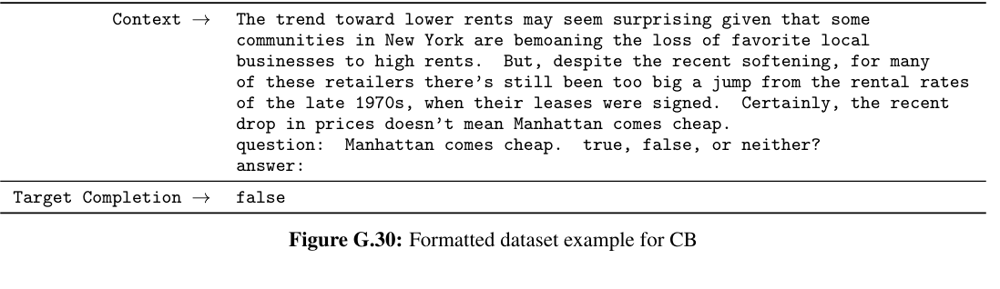 Context → The trend toward lower rents may seem surprising given that some
communities in New York are bemoaning the loss of favorite local
businesses to high rents.  But, despite the recent softening, for many
of these retailers there's still been too big a jump from the rental rates
of the late 1970s, when their leases were signed.  Certainly, the recent
drop in prices doesn't mean Manhattan comes cheap.
question:  Manhattan comes cheap.  true, false, or neither?
answer:
Target Completion → false
Figure G.30: Formatted dataset example for CB